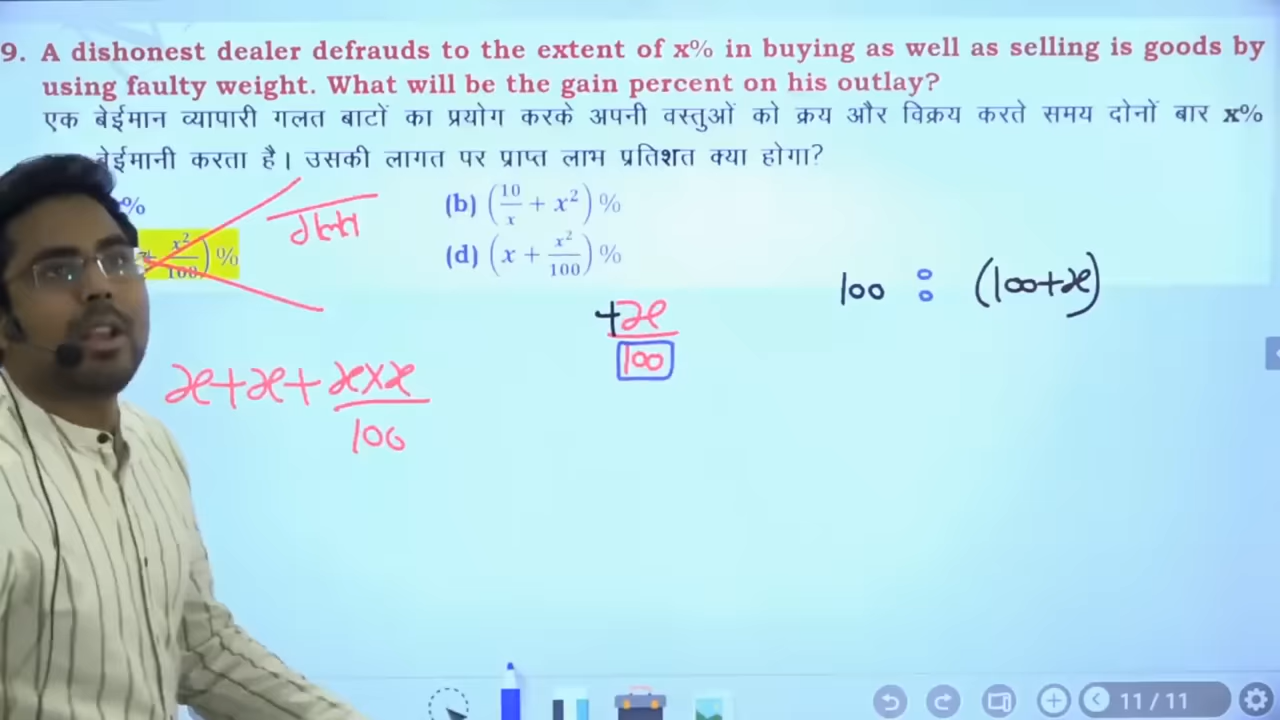 9. A dishonest dealer defrauds to the extent of x% in buying as well as selling is goods by
using faulty weight. What will be the gain percent on his outlay?
एक बेईमान व्यापारी गलत बाटों का प्रयोग करके अपनी वस्तुओं को क्रय और विक्रय करते समय दोनों बार x%
बेईमानी करता है। उसकी लागत पर प्राप्त लाभ प्रतिशत क्या होगा?
%
(b) (10/x + x²) %
गलत
x²/100) %
(d) (x + x²/100) %
100 : (100+x)
+x/100
x+x+ x×x/100
11 / 11